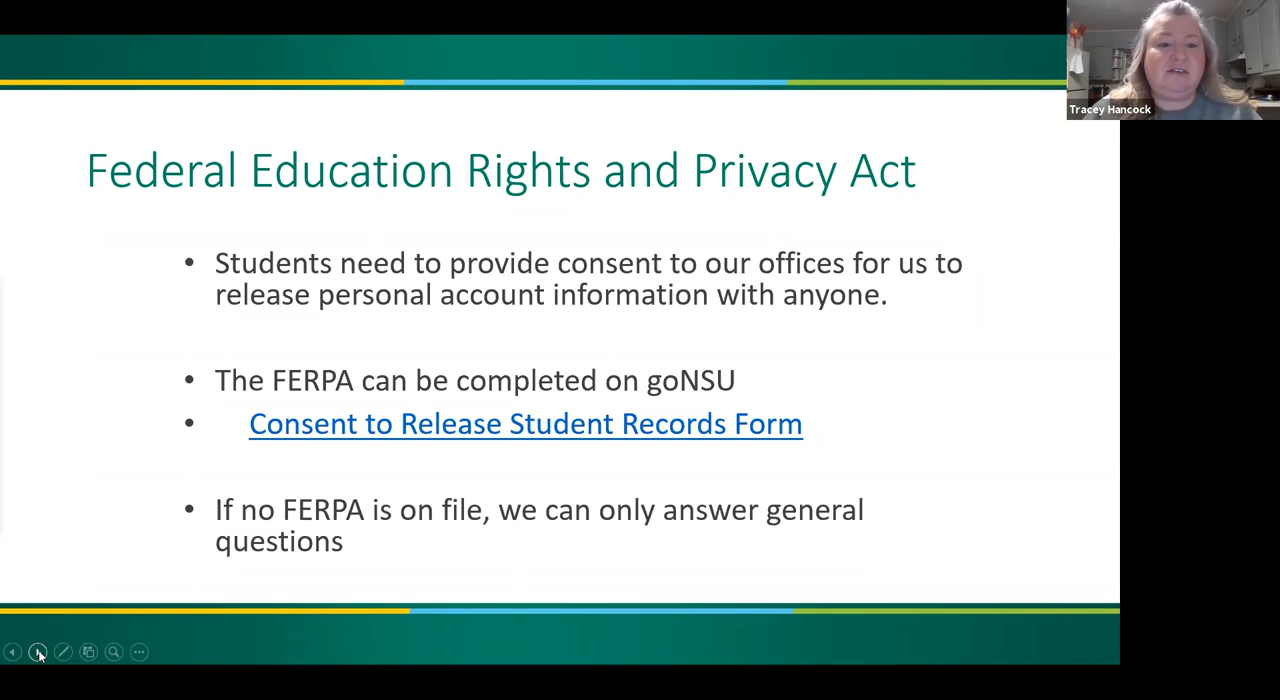 Tracey Hancock
Federal Education Rights and Privacy Act
• Students need to provide consent to our offices for us to
release personal account information with anyone.
• The FERPA can be completed on goNSU
• Consent to Release Student Records Form
• If no FERPA is on file, we can only answer general
questions